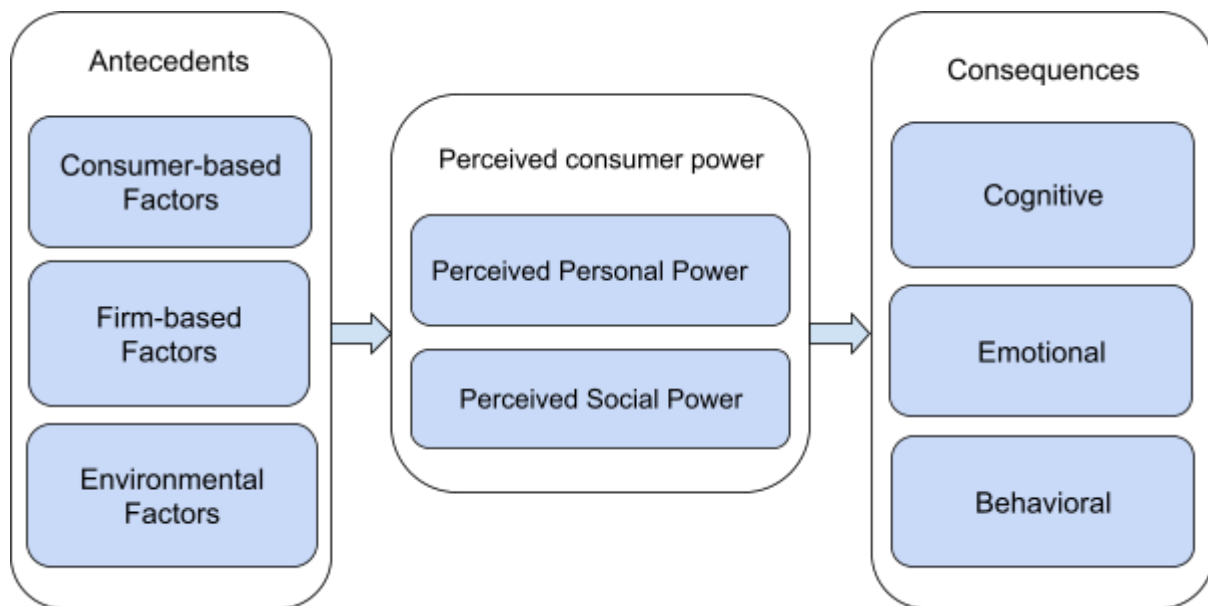 Antecedents
Consumer-based
Factors
Firm-based
Factors
Environmental
Factors
Perceived consumer power
Perceived Personal Power
Perceived Social Power
Consequences
Cognitive
Emotional
Behavioral